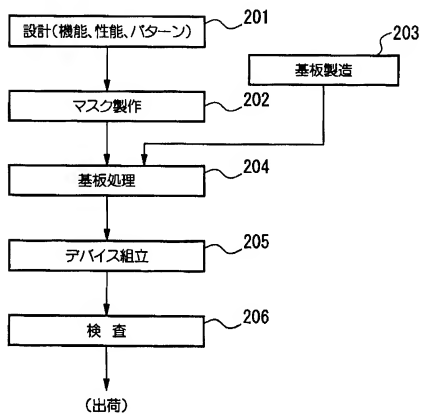 設計(機能、性能、パターン)
201
203
基板製造
マスク製作
202
基板処理
204
デバイス組立
205
検 査
206
(出荷)